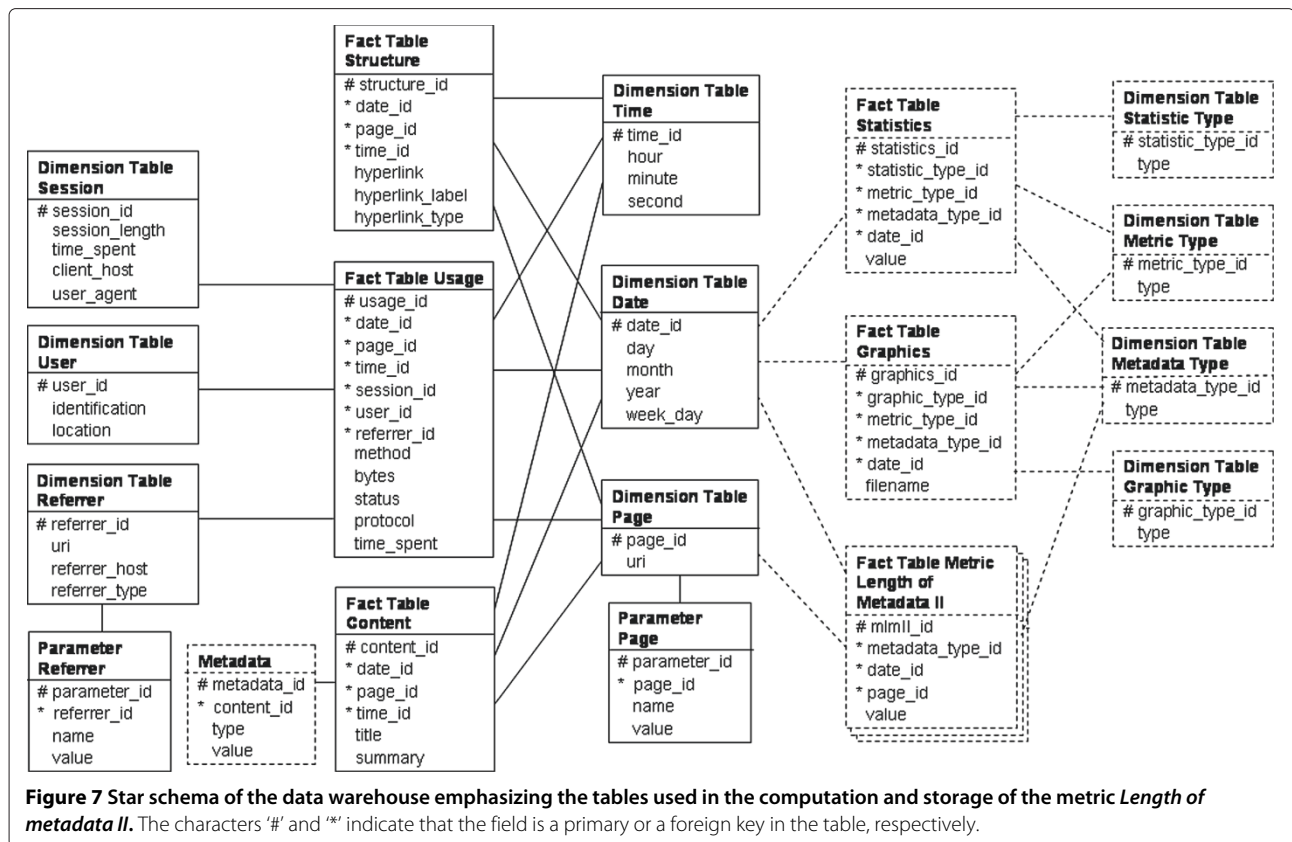 Fact Table
Structure
# structure_id
* date_id
* page_id
* time_id
hyperlink
hyperlink_label
hyperlink_type
Dimension Table
Session
# session_id
session_length
time_spent
client_host
user_agent
Dimension Table
User
# user_id
identification
location
Dimension Table
Referrer
# referrer_id
uri
referrer_host
referrer_type
Parameter
Referrer
# parameter_id
* referrer_id
name
value
Metadata
# metadata_id
* content_id
type
value
Fact Table Usage
# usage_id
* date_id
* page_id
* time_id
* session_id
* user_id
* referrer_id
method
bytes
status
protocol
time_spent
Fact Table
Content
# content_id
* date_id
* page_id
* time_id
title
summary
Dimension Table
Time
# time_id
hour
minute
second
Dimension Table
Date
# date_id
day
month
year
week_day
Dimension Table
Page
# page_id
uri
Parameter
Page
# parameter_id
* page_id
name
value
Fact Table
Statistics
# statistics_id
* statistic_type_id
* metric_type_id
* metadata_type_id
* date_id
value
Fact Table
Graphics
# graphics_id
* graphic_type_id
* metric_type_id
* metadata_type_id
* date_id
filename
Fact Table Metric
Length of
Metadata II
# mlmII_id
* metadata_type_id
* date_id
* page_id
value
Dimension Table
Statistic Type
# statistic_type_id
type
Dimension Table
Metric Type
# metric_type_id
type
Dimension Table
Metadata Type
# metadata_type_id
type
Dimension Table
Graphic Type
# graphic_type_id
type
Figure 7 Star schema of the data warehouse emphasizing the tables used in the computation and storage of the metric Length of
metadata II. The characters '#' and '*' indicate that the field is a primary or a foreign key in the table, respectively.